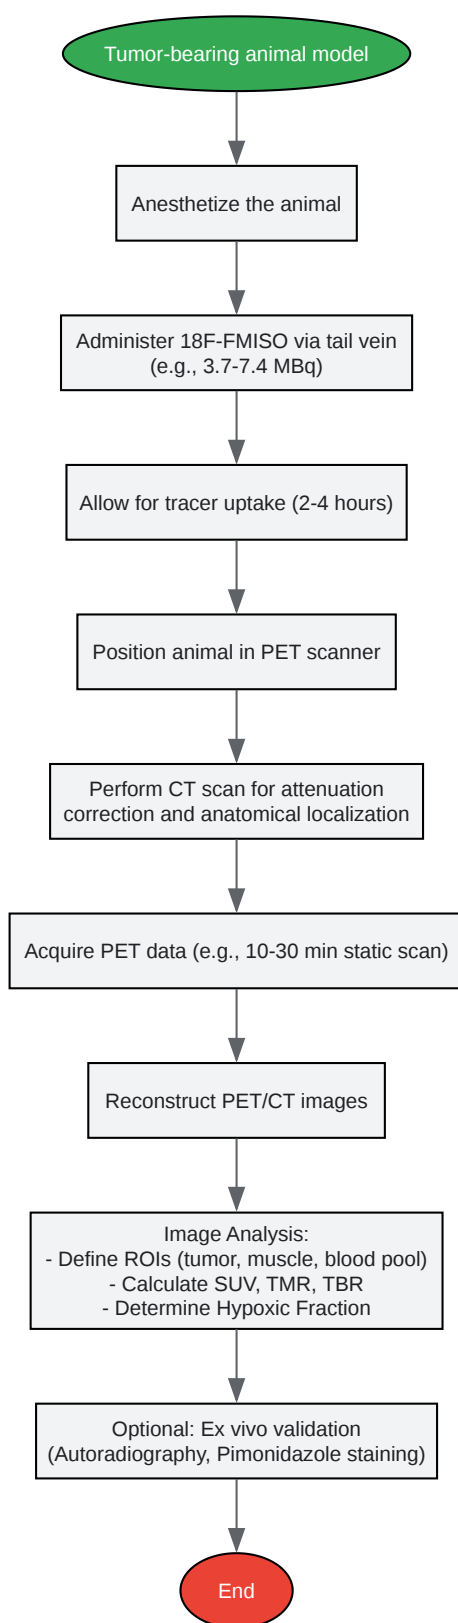 Tumor-bearing animal model
Anesthetize the animal
Administer 18F-FMISO via tail vein
(e.g., 3.7-7.4 MBq)
Allow for tracer uptake (2-4 hours)
Position animal in PET scanner
Perform CT scan for attenuation
correction and anatomical localization
Acquire PET data (e.g., 10-30 min static scan)
Reconstruct PET/CT images
Image Analysis:
- Define ROIs (tumor, muscle, blood pool)
- Calculate SUV, TMR, TBR
- Determine Hypoxic Fraction
Optional: Ex vivo validation
(Autoradiography, Pimonidazole staining)
End